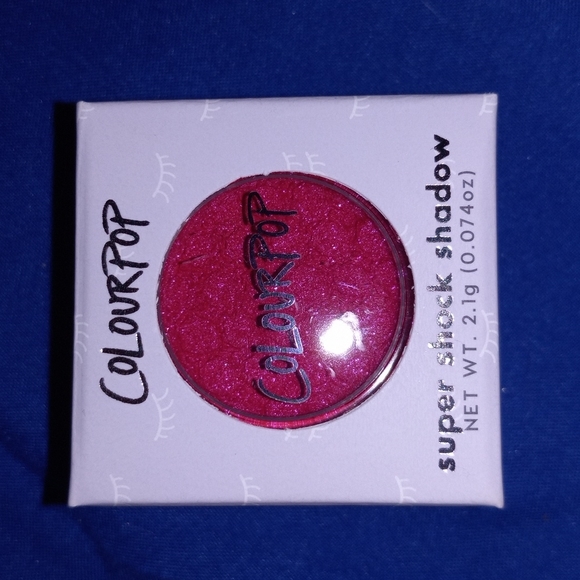 COLOURPOP
COLOURPOP
super shock shadow
NET WT. 2.1g (0.074oz)